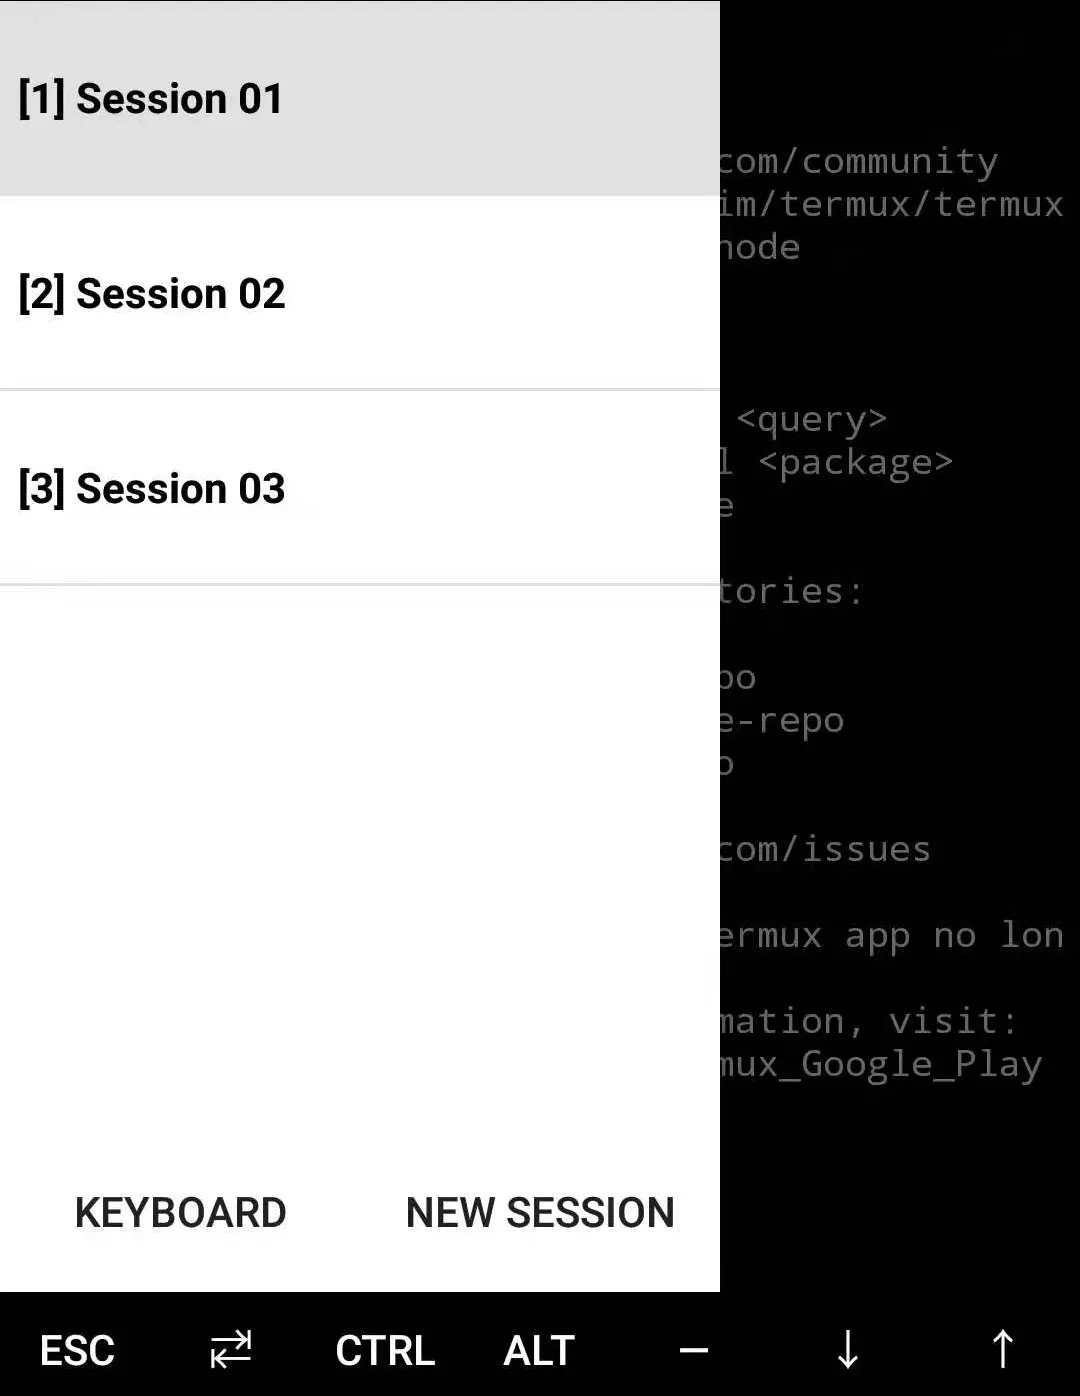 [1] Session 01
[2] Session 02
[3] Session 03
KEYBOARD NEW SESSION
com/community
im/termux/termux
node
<query>
l <package>
e
tories:
po
e-repo
o
com/issues
ermux app no lon
mation, visit:
mux_Google_Play
ESC ⇄ CTRL ALT — ↓ ↑